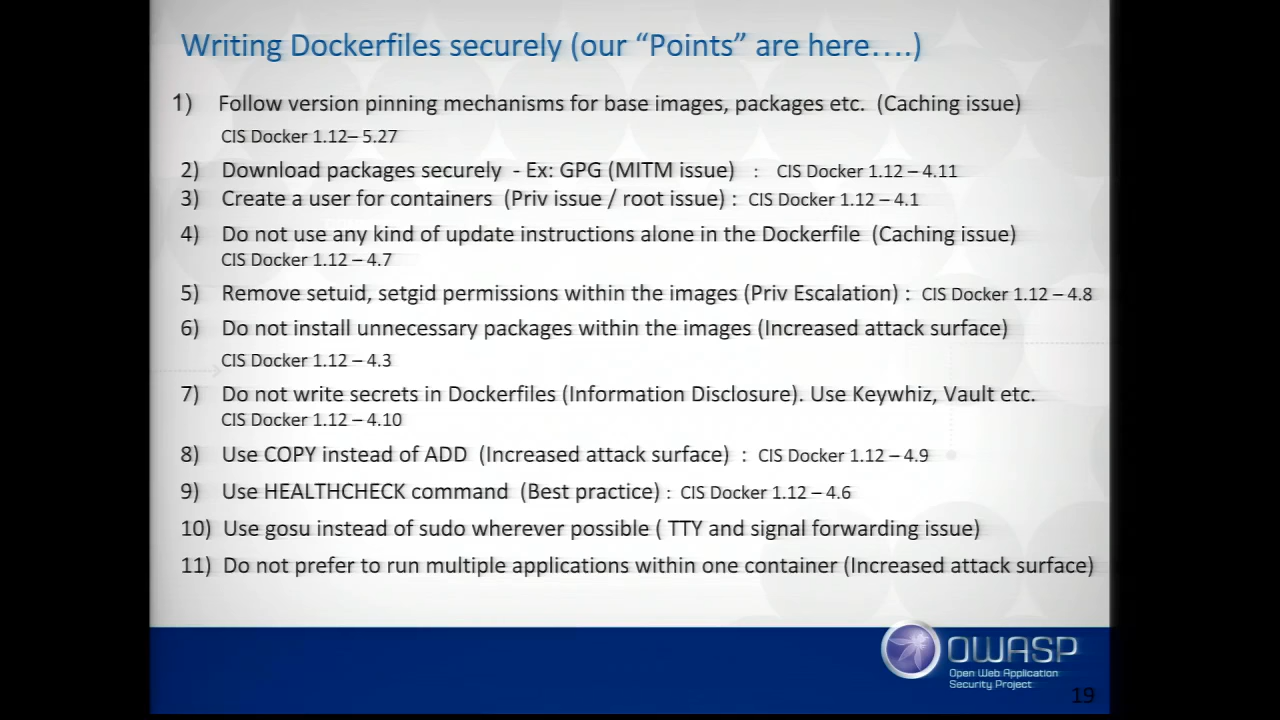 Writing Dockerfiles securely (our “Points” are here….)
1) Follow version pinning mechanisms for base images, packages etc. (Caching issue)
CIS Docker 1.12– 5.27
2) Download packages securely - Ex: GPG (MITM issue) : CIS Docker 1.12 – 4.11
3) Create a user for containers (Priv issue / root issue) : CIS Docker 1.12 – 4.1
4) Do not use any kind of update instructions alone in the Dockerfile (Caching issue)
CIS Docker 1.12 – 4.7
5) Remove setuid, setgid permissions within the images (Priv Escalation) : CIS Docker 1.12 – 4.8
6) Do not install unnecessary packages within the images (Increased attack surface)
CIS Docker 1.12 – 4.3
7) Do not write secrets in Dockerfiles (Information Disclosure). Use Keywhiz, Vault etc.
CIS Docker 1.12 – 4.10
8) Use COPY instead of ADD (Increased attack surface) : CIS Docker 1.12 – 4.9
9) Use HEALTHCHECK command (Best practice) : CIS Docker 1.12 – 4.6
10) Use gosu instead of sudo wherever possible ( TTY and signal forwarding issue)
11) Do not prefer to run multiple applications within one container (Increased attack surface)
OWASP
Open Web Application
Security Project
19